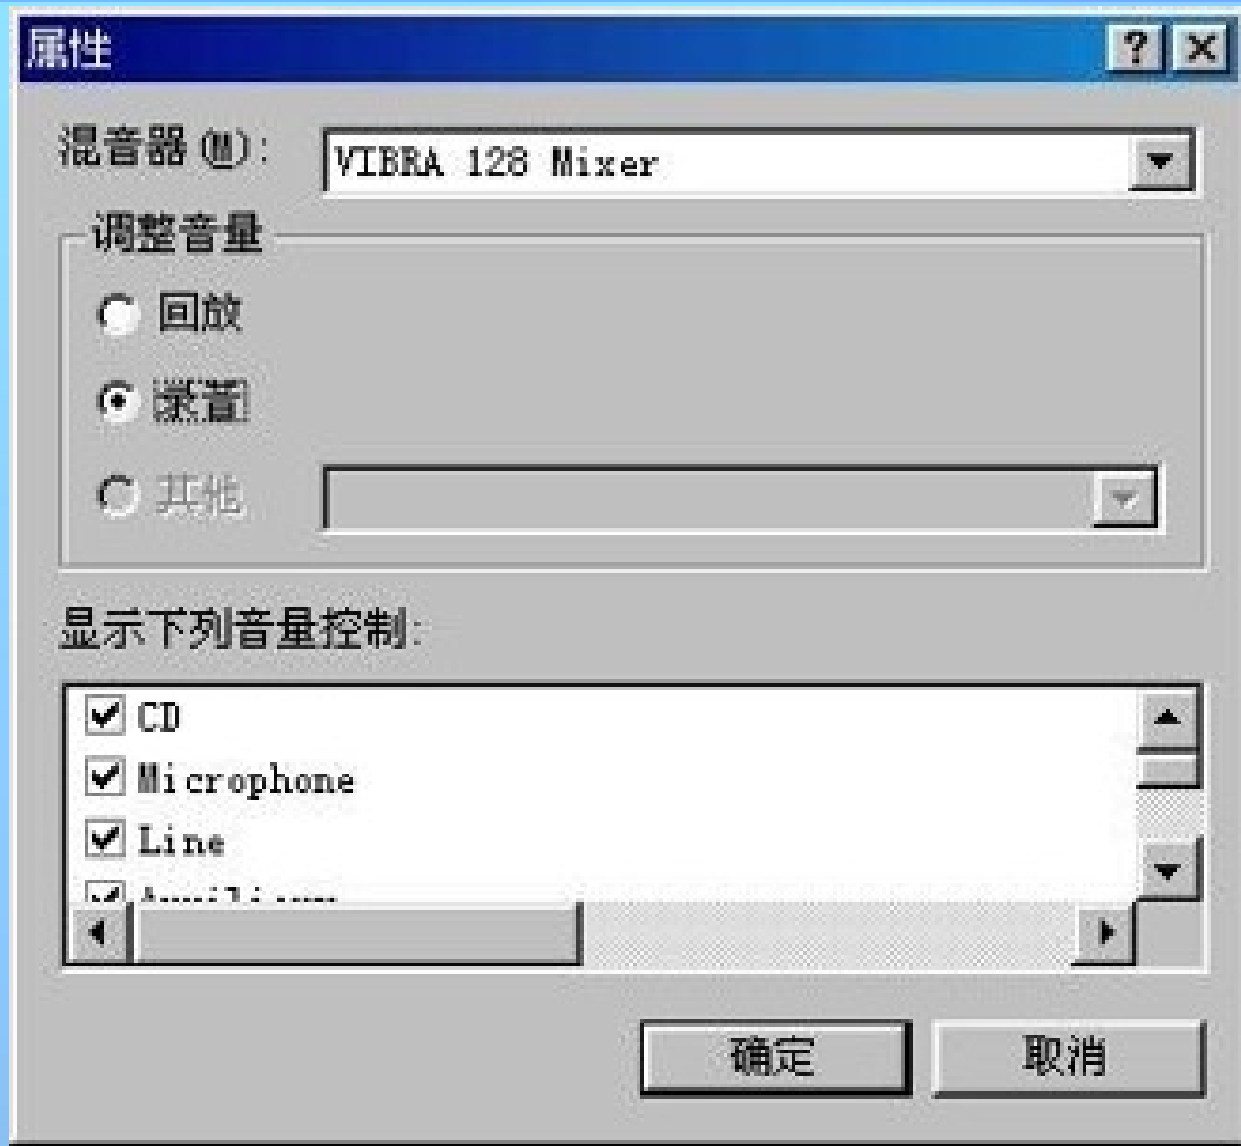 属性
混音器(M):
VIBRA 128 Mixer
调整音量
回放
录音
其他
显示下列音量控制:
CD
Microphone
Line
确定
取消